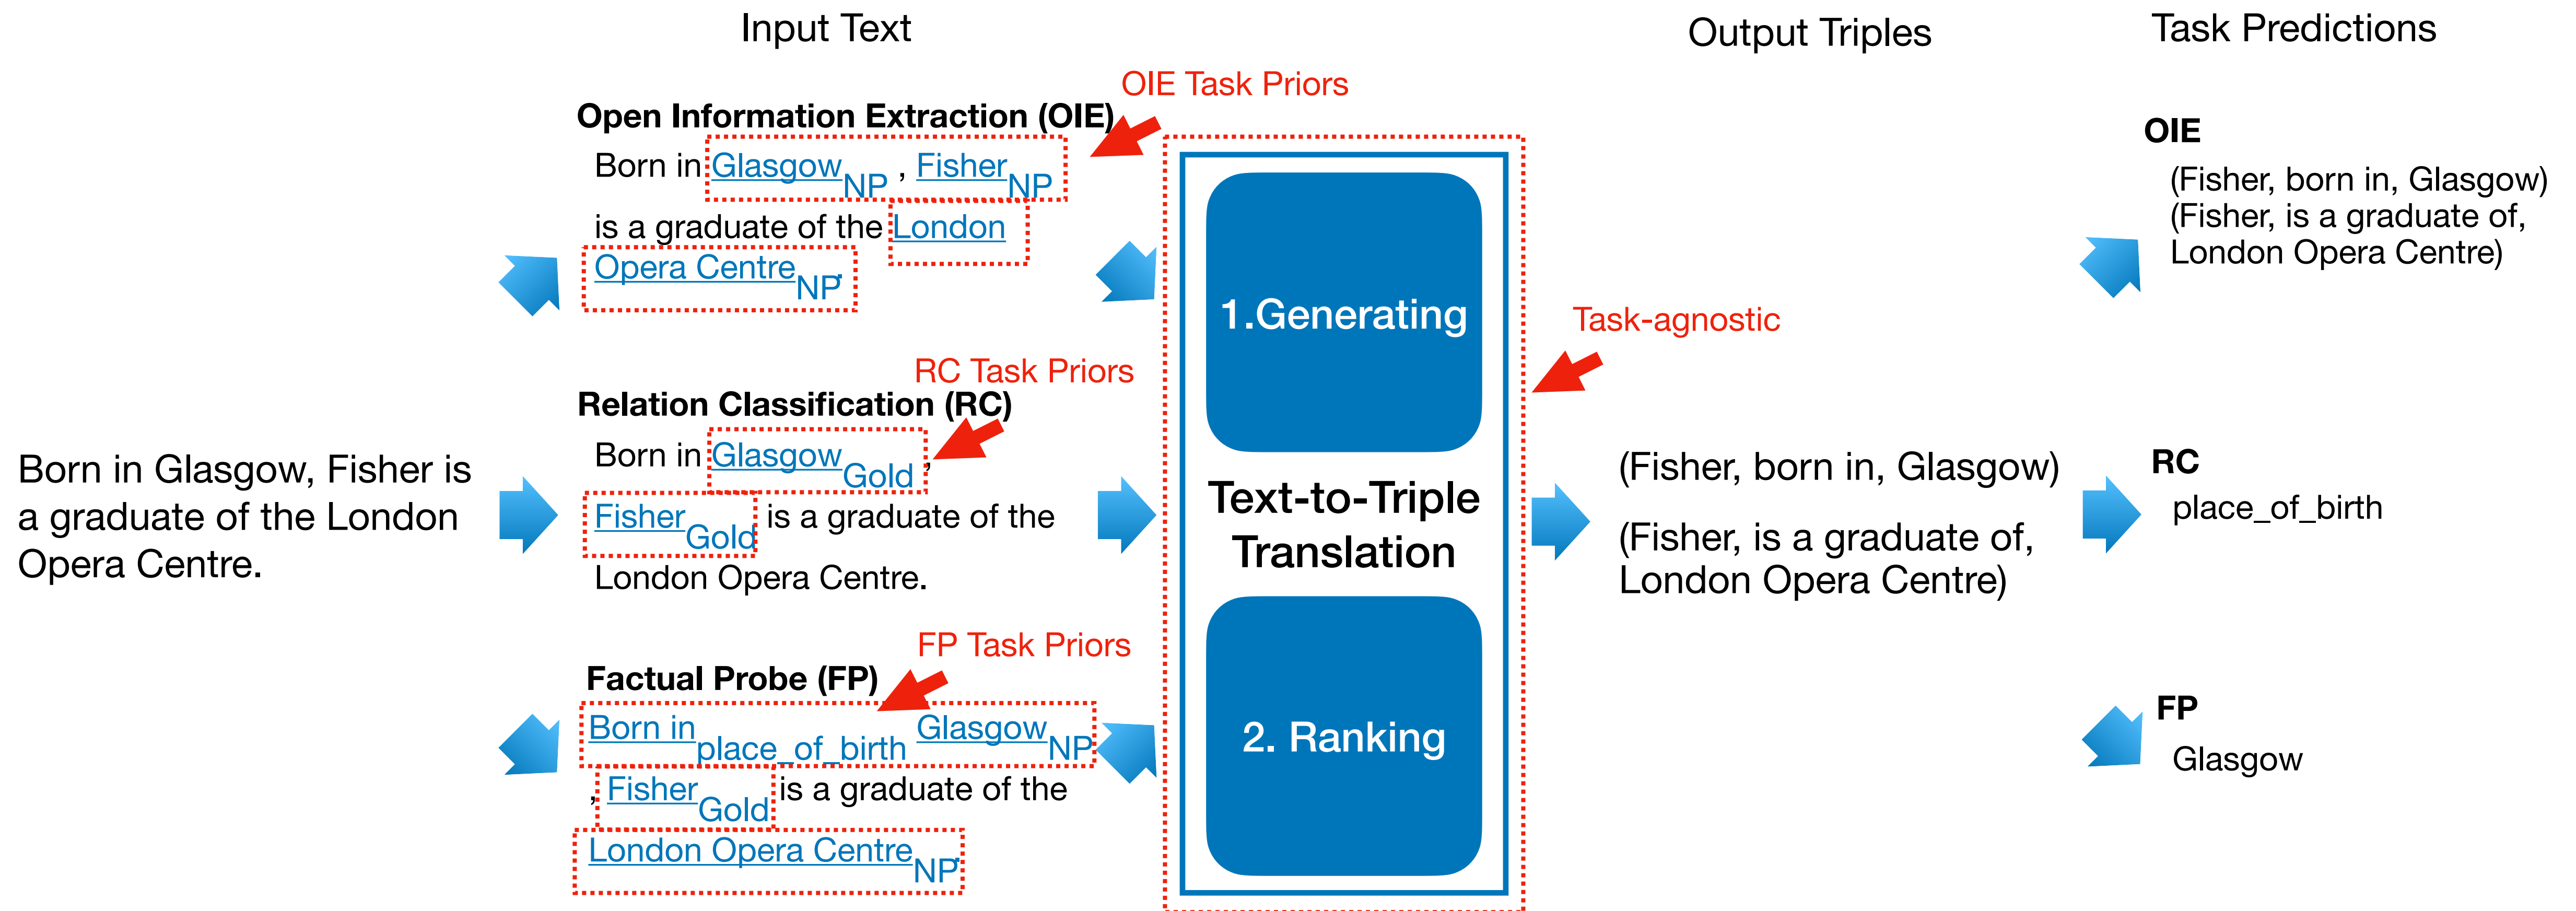 Input Text
Output Triples
Task Predictions
Born in Glasgow, Fisher is
a graduate of the London
Opera Centre.
OIE Task Priors
Open Information Extraction (OIE)
Born in Glasgow NP , Fisher NP
is a graduate of the London
Opera Centre NP.
RC Task Priors
Relation Classification (RC)
Born in Glasgow Gold ,
Fisher Gold is a graduate of the
London Opera Centre.
FP Task Priors
Factual Probe (FP)
Born in place_of_birth Glasgow NP
, Fisher Gold is a graduate of the
London Opera Centre NP.
1.Generating
Text-to-Triple
Translation
2. Ranking
Task-agnostic
(Fisher, born in, Glasgow)
(Fisher, is a graduate of,
London Opera Centre)
OIE
(Fisher, born in, Glasgow)
(Fisher, is a graduate of,
London Opera Centre)
RC
place_of_birth
FP
Glasgow